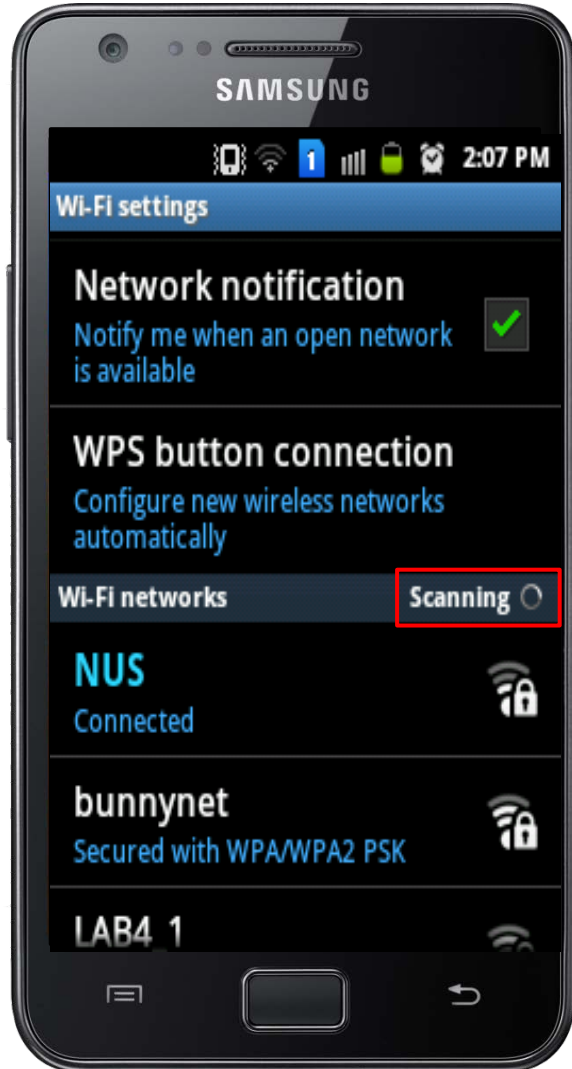 SAMSUNG
1 2:07 PM
Wi-Fi settings
Network notification
Notify me when an open network
is available
WPS button connection
Configure new wireless networks
automatically
Wi-Fi networks Scanning
NUS
Connected
bunnynet
Secured with WPA/WPA2 PSK
LAB4_1